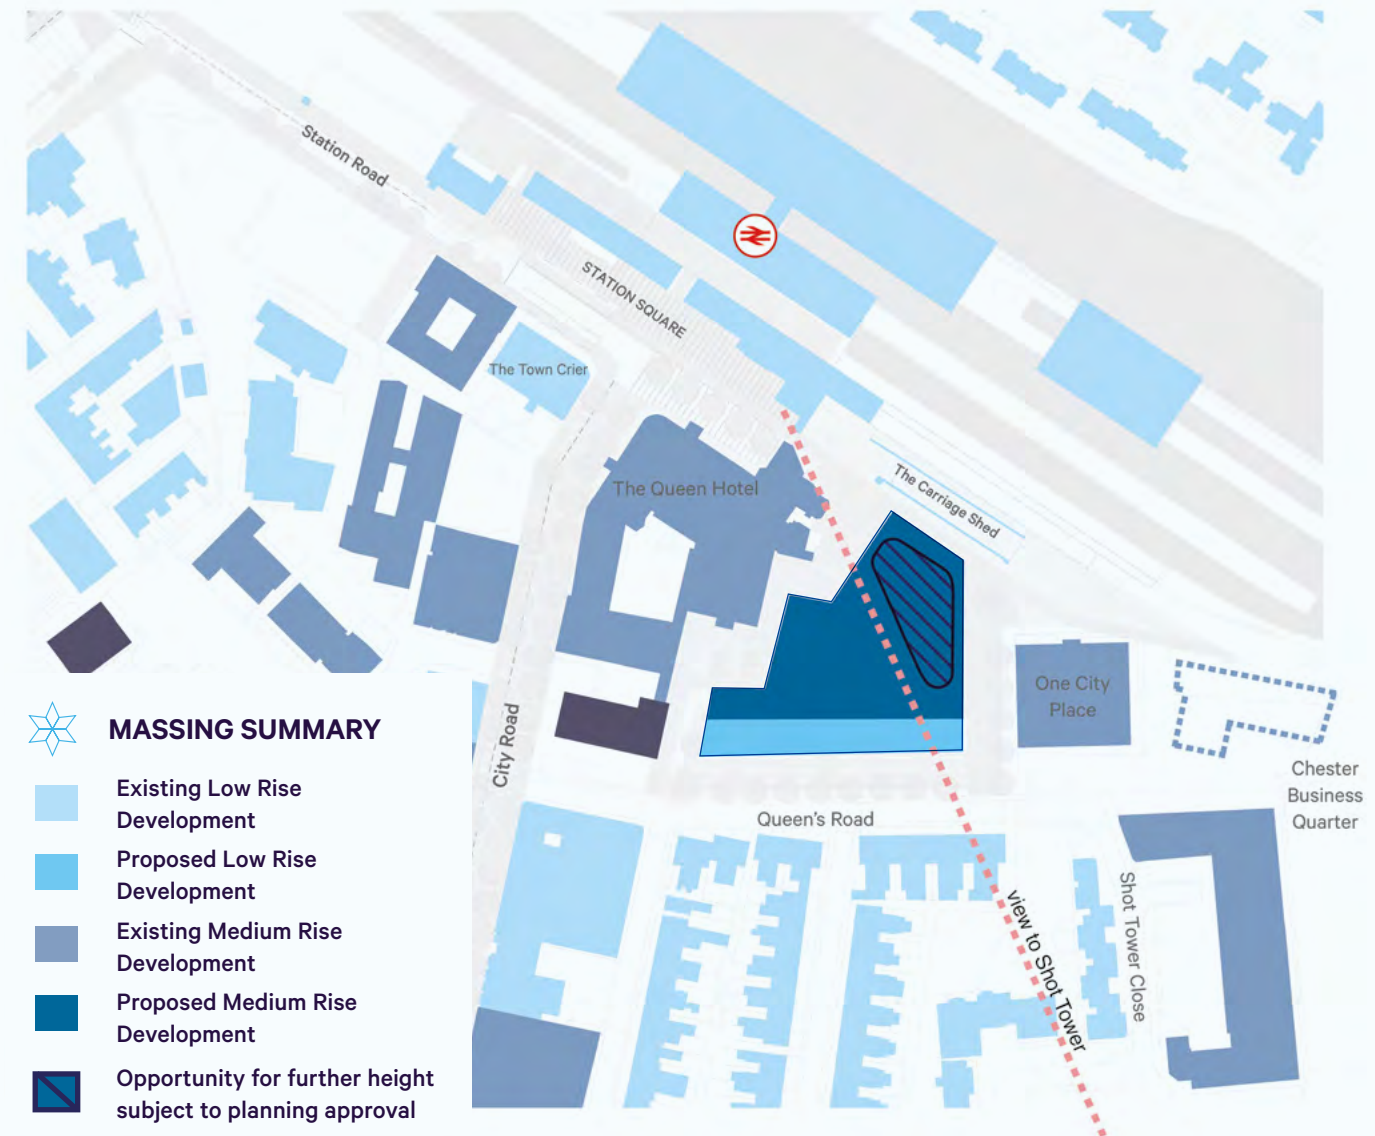 Station Road
STATION SQUARE
The Town Crier
The Queen Hotel
The Carriage Shed
One City
Place
Chester
Business
Quarter
City Road
Queen's Road
view to Shot Tower
Shot Tower Close
MASSING SUMMARY
Existing Low Rise
Development
Proposed Low Rise
Development
Existing Medium Rise
Development
Proposed Medium Rise
Development
Opportunity for further height
subject to planning approval